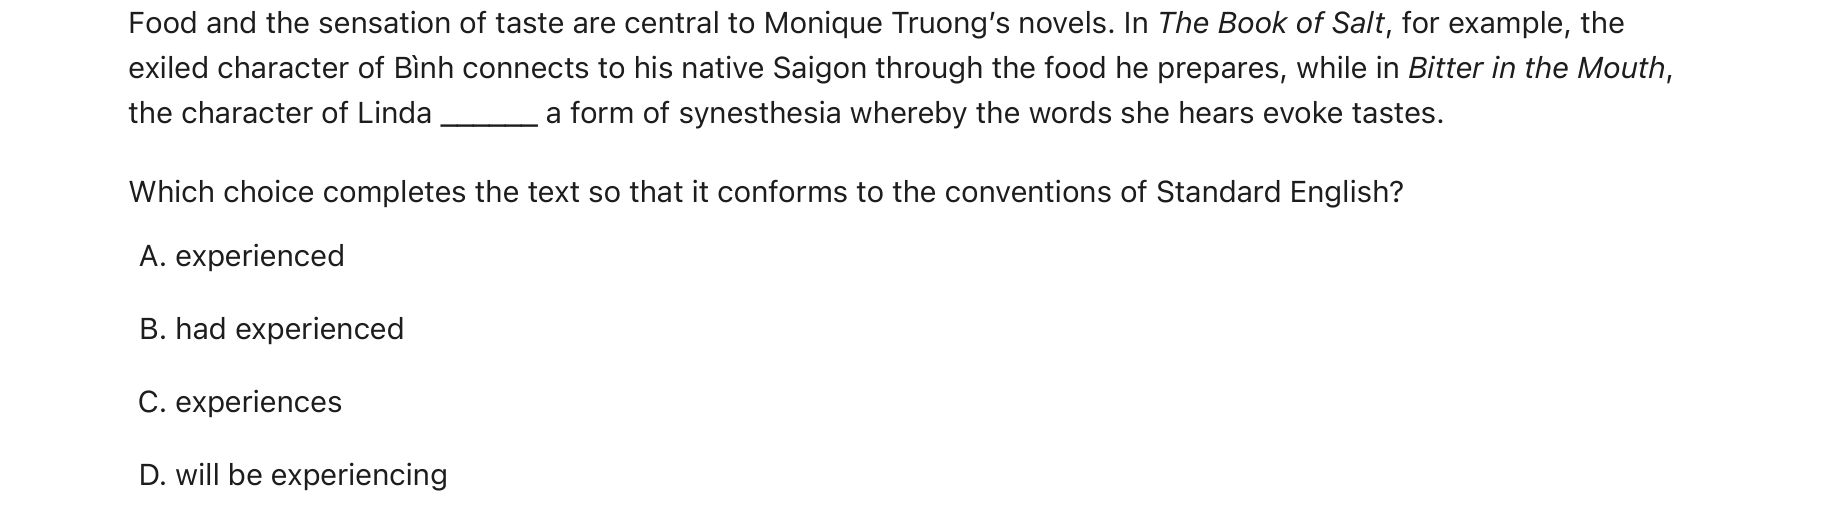 Food and the sensation of taste are central to Monique Truong’s novels. In The Book of Salt, for example, the
exiled character of Bình connects to his native Saigon through the food he prepares, while in Bitter in the Mouth,
the character of Linda ______ a form of synesthesia whereby the words she hears evoke tastes.
Which choice completes the text so that it conforms to the conventions of Standard English?
A. experienced
B. had experienced
C. experiences
D. will be experiencing